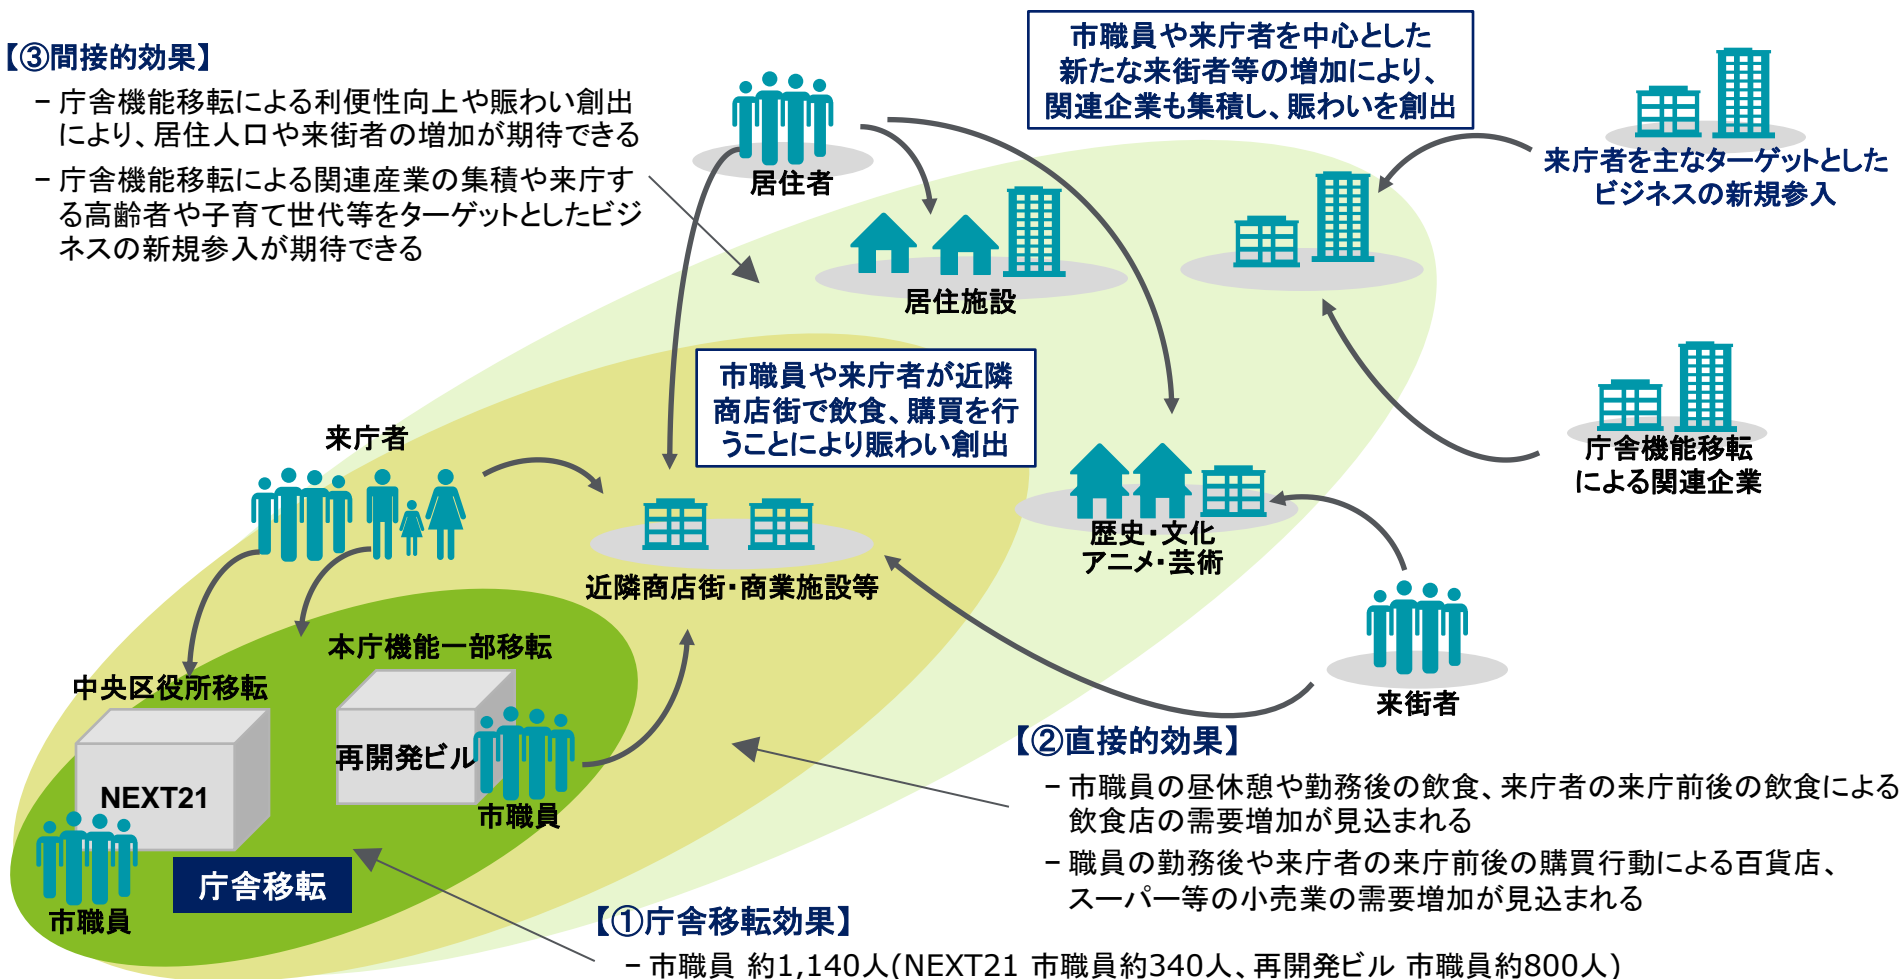 【③間接的効果】
− 庁舎機能移転による利便性向上や賑わい創出
により、居住人口や来街者の増加が期待できる
− 庁舎機能移転による関連産業の集積や来庁す
る高齢者や子育て世代等をターゲットとしたビジ
ネスの新規参入が期待できる
市職員や来庁者を中心とした
新たな来街者等の増加により、
関連企業も集積し、賑わいを創出
居住者
来庁者を主なターゲットとした
ビジネスの新規参入
居住施設
市職員や来庁者が近隣
商店街で飲食、購買を行
うことにより賑わい創出
来庁者
庁舎機能移転
による関連企業
歴史・文化
アニメ・芸術
近隣商店街・商業施設等
本庁機能一部移転
中央区役所移転
来街者
再開発ビル
NEXT21
市職員
市職員
庁舎移転
【②直接的効果】
− 市職員の昼休憩や勤務後の飲食、来庁者の来庁前後の飲食による
飲食店の需要増加が見込まれる
− 職員の勤務後や来庁者の来庁前後の購買行動による百貨店、
スーパー等の小売業の需要増加が見込まれる
【①庁舎移転効果】
− 市職員 約1,140人(NEXT21 市職員約340人、再開発ビル 市職員約800人)